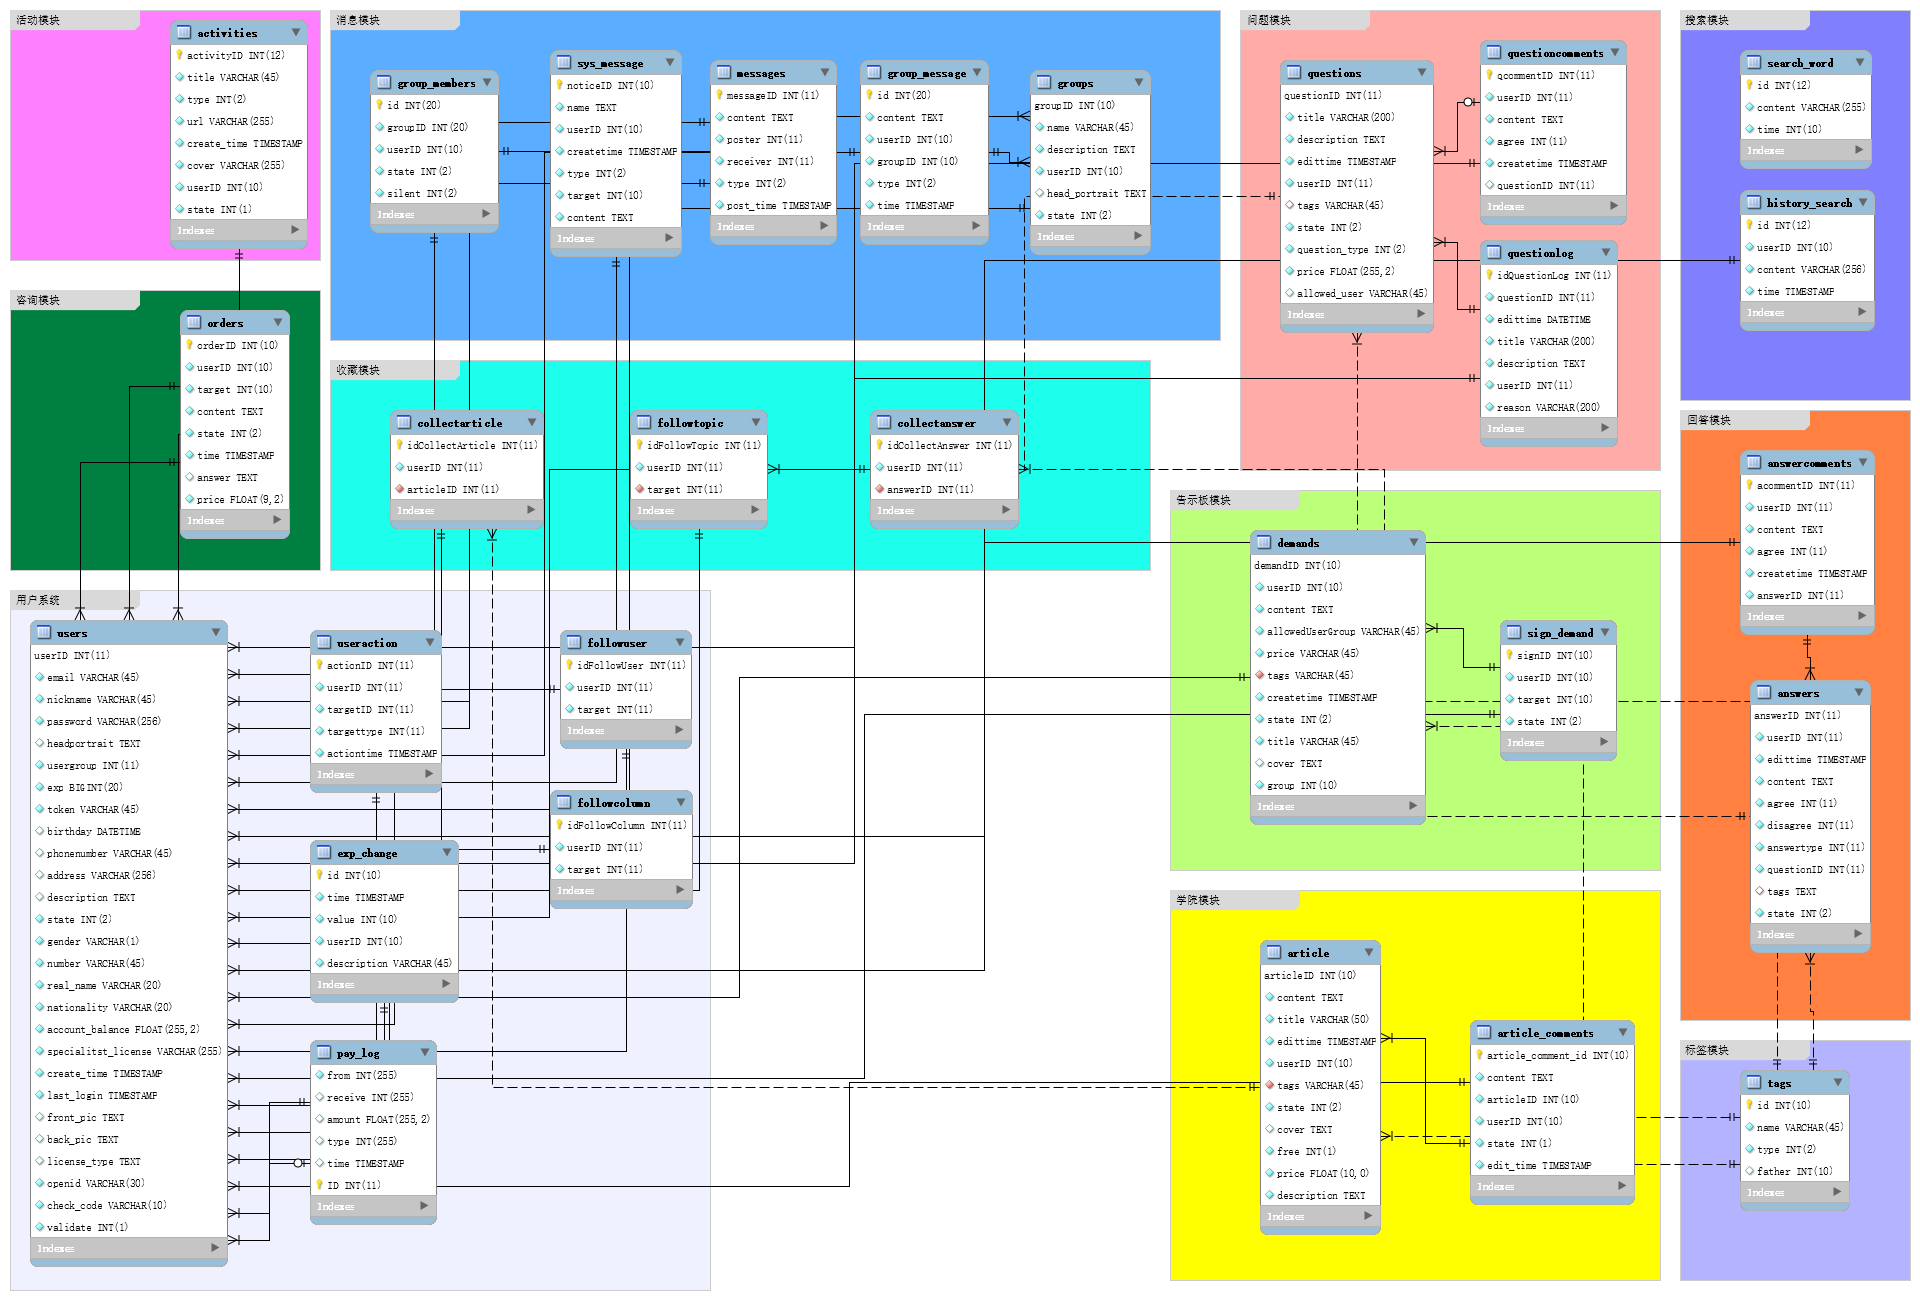 活动模块
activities
activityID INT(12)
title VARCHAR(45)
type INT(2)
url VARCHAR(255)
create_time TIMESTAMP
cover VARCHAR(255)
userID INT(10)
state INT(1)
Indexes
消息模块
group_members
id INT(20)
groupID INT(20)
userID INT(10)
state INT(2)
silent INT(2)
Indexes
sys_message
noticeID INT(10)
name TEXT
userID INT(10)
createtime TIMESTAMP
type INT(2)
target INT(10)
content TEXT
Indexes
messages
messageID INT(11)
content TEXT
poster INT(11)
receiver INT(11)
type INT(2)
post_time TIMESTAMP
Indexes
group_message
id INT(20)
content TEXT
userID INT(10)
groupID INT(10)
type INT(2)
time TIMESTAMP
Indexes
groups
groupID INT(10)
name VARCHAR(45)
description TEXT
userID INT(10)
head_portrait TEXT
state INT(2)
Indexes
问题模块
questions
questionID INT(11)
title VARCHAR(200)
description TEXT
edittime TIMESTAMP
userID INT(11)
tags VARCHAR(45)
state INT(2)
question_type INT(2)
price FLOAT(255,2)
allowed_user VARCHAR(45)
Indexes
questioncomments
qcommentID INT(11)
userID INT(11)
content TEXT
agree INT(11)
createtime TIMESTAMP
questionID INT(11)
Indexes
questionlog
idQuestionLog INT(11)
questionID INT(11)
edittime DATETIME
title VARCHAR(200)
description TEXT
userID INT(11)
reason VARCHAR(200)
Indexes
搜索模块
search_word
id INT(12)
content VARCHAR(255)
time INT(10)
Indexes
history_search
id INT(12)
userID INT(10)
content VARCHAR(256)
time TIMESTAMP
Indexes
咨询模块
orders
orderID INT(10)
userID INT(10)
target INT(10)
content TEXT
state INT(2)
time TIMESTAMP
answer TEXT
price FLOAT(9,2)
Indexes
收藏模块
collectarticle
idCollectArticle INT(11)
userID INT(11)
articleID INT(11)
Indexes
followtopic
idFollowTopic INT(11)
userID INT(11)
target INT(11)
Indexes
collectanswer
idCollectAnswer INT(11)
userID INT(11)
answerID INT(11)
Indexes
告示板模块
demands
demandID INT(10)
userID INT(10)
content TEXT
allowedUserGroup VARCHAR(45)
price VARCHAR(45)
tags VARCHAR(45)
createtime TIMESTAMP
state INT(2)
title VARCHAR(45)
cover TEXT
group INT(10)
Indexes
sign_demand
signID INT(10)
userID INT(10)
target INT(10)
state INT(2)
Indexes
回答模块
answercomments
acommentID INT(11)
userID INT(11)
content TEXT
agree INT(11)
createtime TIMESTAMP
answerID INT(11)
Indexes
answers
answerID INT(11)
userID INT(11)
edittime TIMESTAMP
content TEXT
agree INT(11)
disagree INT(11)
answertype INT(11)
questionID INT(11)
tags TEXT
state INT(2)
Indexes
用户系统
users
userID INT(11)
email VARCHAR(45)
nickname VARCHAR(45)
password VARCHAR(256)
headportrait TEXT
usergroup INT(11)
exp BIGINT(20)
token VARCHAR(45)
birthday DATETIME
phonenumber VARCHAR(45)
address VARCHAR(256)
description TEXT
state INT(2)
gender VARCHAR(1)
number VARCHAR(45)
real_name VARCHAR(20)
nationality VARCHAR(20)
account_balance FLOAT(255,2)
specialitst_license VARCHAR(255)
create_time TIMESTAMP
last_login TIMESTAMP
front_pic TEXT
back_pic TEXT
license_type TEXT
openid VARCHAR(30)
check_code VARCHAR(10)
validate INT(1)
Indexes
useraction
actionID INT(11)
userID INT(11)
targetID INT(11)
targettype INT(11)
actiontime TIMESTAMP
Indexes
followuser
idFollowUser INT(11)
userID INT(11)
target INT(11)
Indexes
followcolumn
idFollowColumn INT(11)
userID INT(11)
target INT(11)
Indexes
exp_change
id INT(10)
time TIMESTAMP
value INT(10)
userID INT(10)
description VARCHAR(45)
Indexes
pay_log
from INT(255)
receive INT(255)
amount FLOAT(255,2)
type INT(255)
time TIMESTAMP
ID INT(11)
Indexes
学院模块
article
articleID INT(10)
content TEXT
title VARCHAR(50)
edittime TIMESTAMP
userID INT(10)
tags VARCHAR(45)
state INT(2)
cover TEXT
free INT(1)
price FLOAT(10,0)
description TEXT
Indexes
article_comments
article_comment_id INT(10)
content TEXT
articleID INT(10)
userID INT(10)
state INT(1)
edit_time TIMESTAMP
Indexes
标签模块
tags
id INT(10)
name VARCHAR(45)
type INT(2)
father INT(10)
Indexes